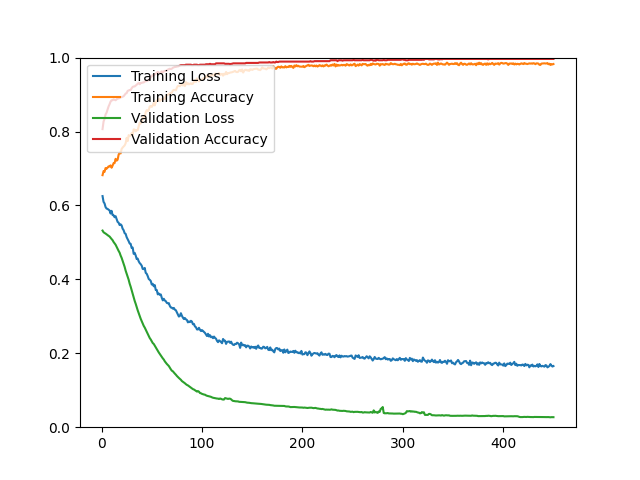 1.0
0.8
0.6
0.4
0.2
0.0
Training Loss
Training Accuracy
Validation Loss
Validation Accuracy
0 100 200 300 400